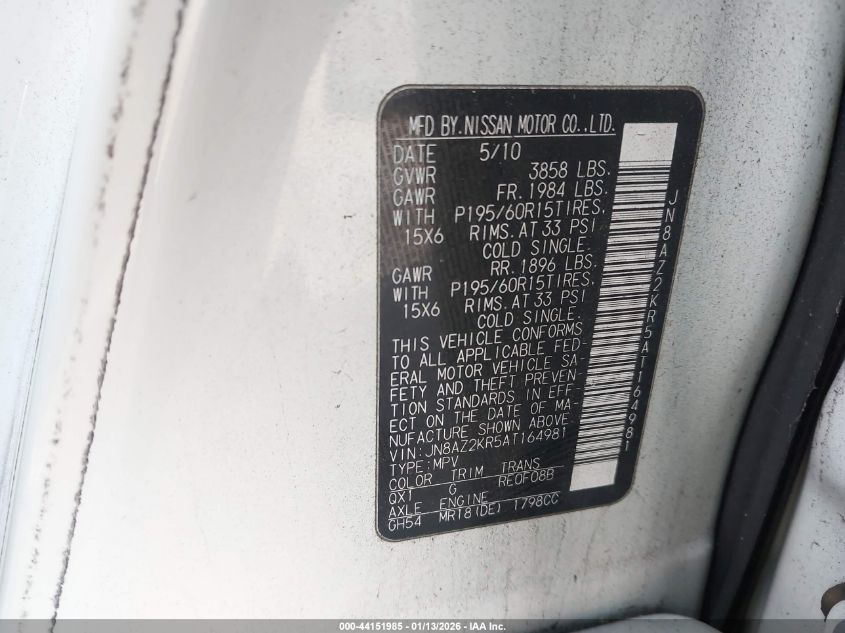 MFD BY.NISSAN MOTOR CO.,LTD.
DATE 5/10
GVWR 3858 LBS.
GAWR FR. 1984 LBS.
WITH P195/60R15TIRES.
15X6 RIMS. AT 33 PSI
COLD SINGLE.
GAWR RR. 1896 LBS.
WITH P195/60R15TIRES.
15X6 RIMS. AT 33 PSI
COLD SINGLE.
THIS VEHICLE CONFORMS
TO ALL APPLICABLE FED-
ERAL MOTOR VEHICLE SA-
FETY AND THEFT PREVEN-
TION STANDARDS IN EFF-
ECT ON THE DATE OF MA-
NUFACTURE SHOWN ABOVE.
VIN:JN8AZ2KR5AT164981
TYPE:MPV
COLOR TRIM TRANS
QX1 G RE0F08B
AXLE ENGINE
GH54 MR18(DE) 1798CC
JN8AZ2KR5AT164981
000-44151985 - 01/13/2026 - IAA Inc.